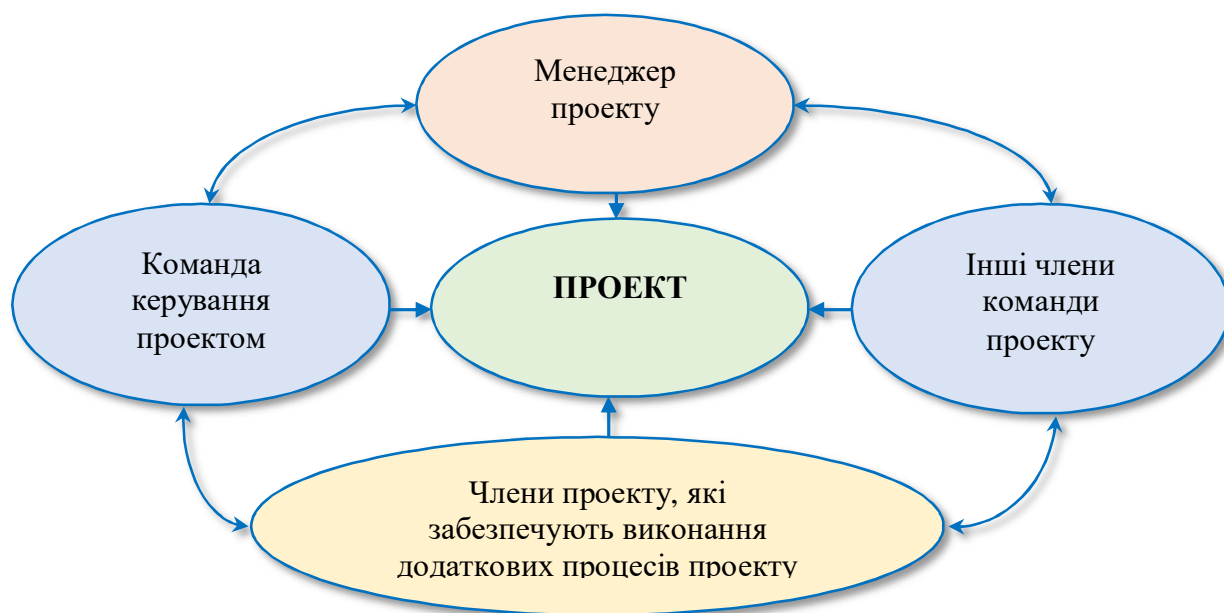 Менеджер
проекту
Команда
керування
проектом
ПРОЕКТ
Інші члени
команди
проекту
Члени проекту, які
забезпечують виконання
додаткових процесів проекту